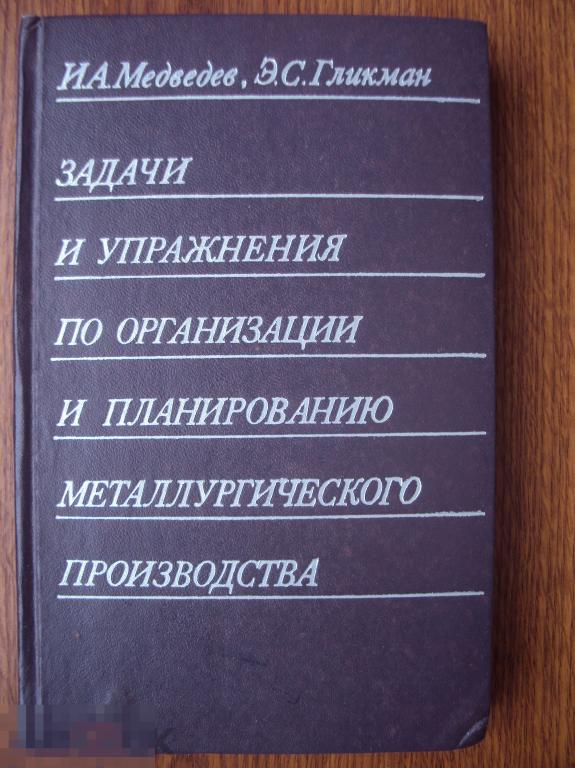 И.А.Медведев, Э.С.Гликман
ЗАДАЧИ
И УПРАЖНЕНИЯ
ПО ОРГАНИЗАЦИИ
И ПЛАНИРОВАНИЮ
МЕТАЛЛУРГИЧЕСКОГО
ПРОИЗВОДСТВА